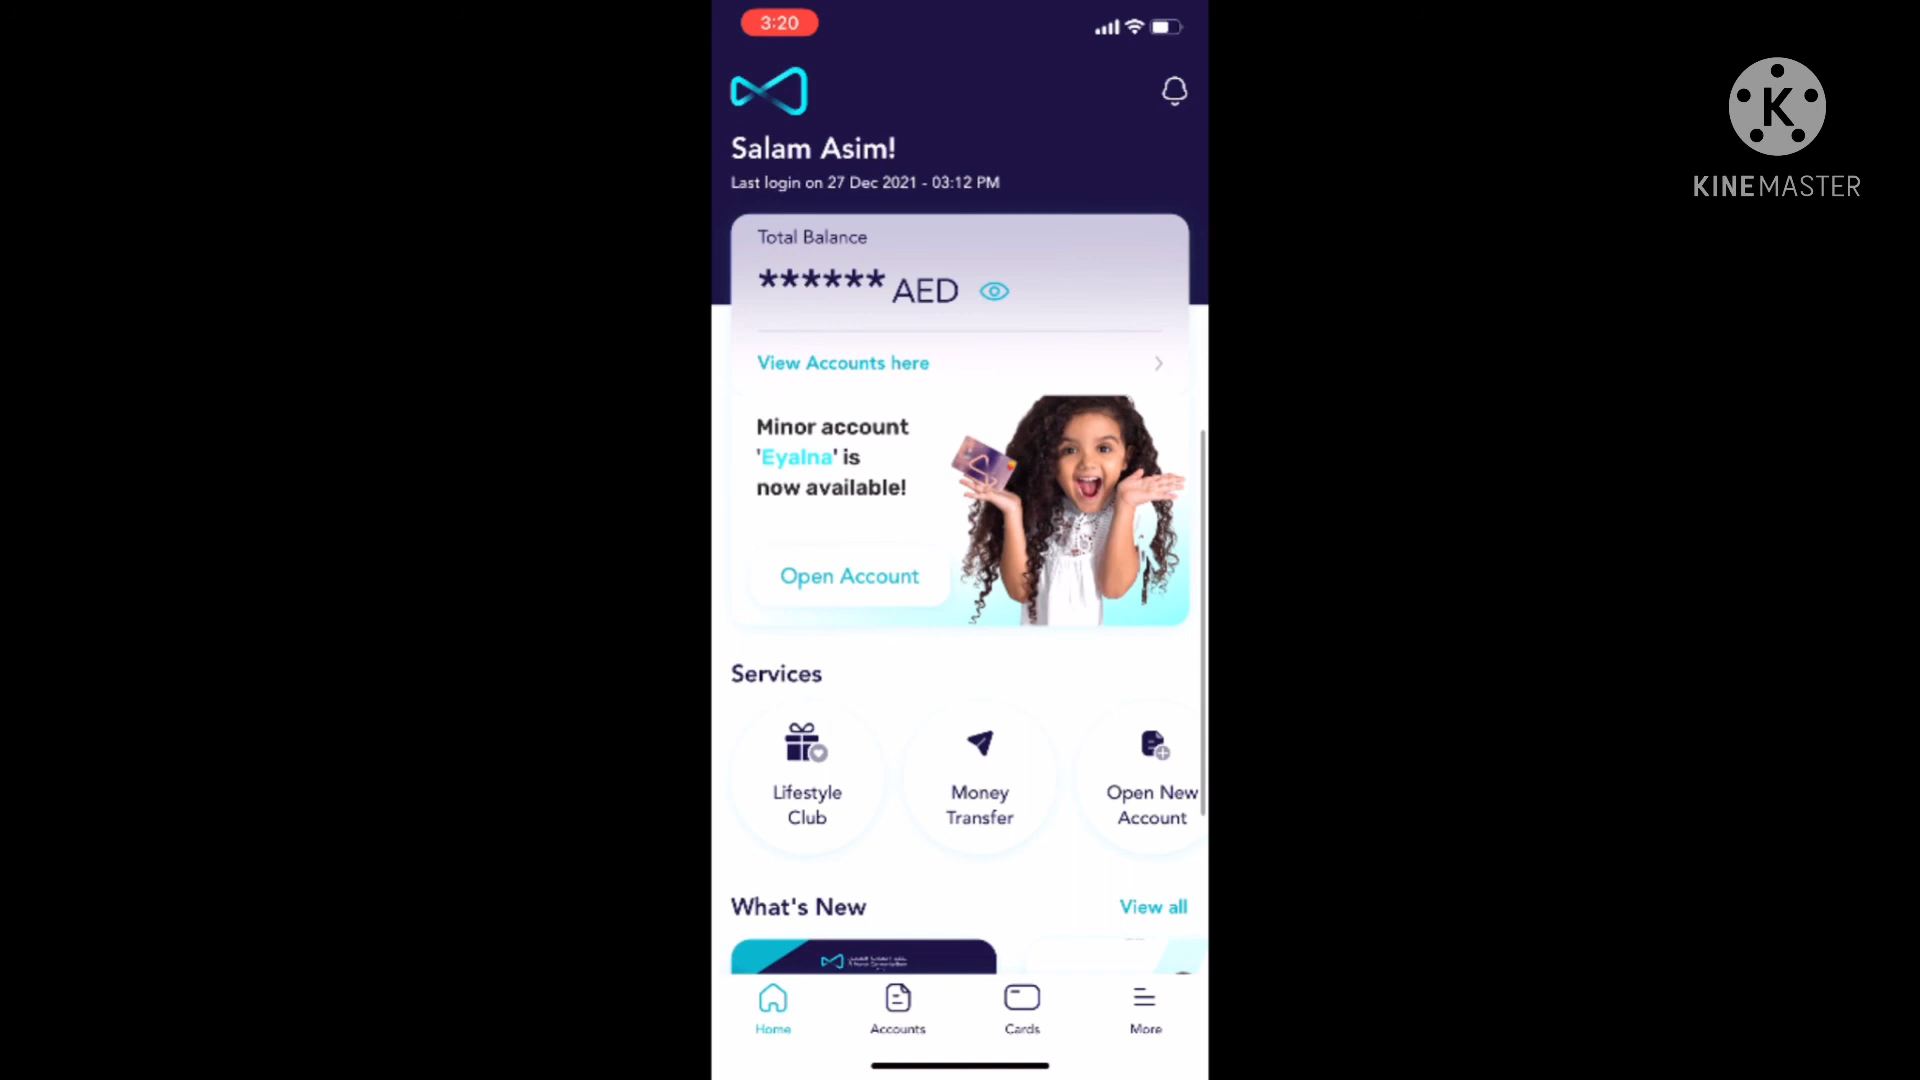 3:20
K
KINEMASTER
Salam Asim!
Last login on 27 Dec 2021 - 03:12 PM
Total Balance
****** AED
View Accounts here
Minor account
'Eyalna' is
now available!
Open Account
Services
Lifestyle
Club
Money
Transfer
Open New
Account
What's New
View all
Home
Accounts
Cards
More